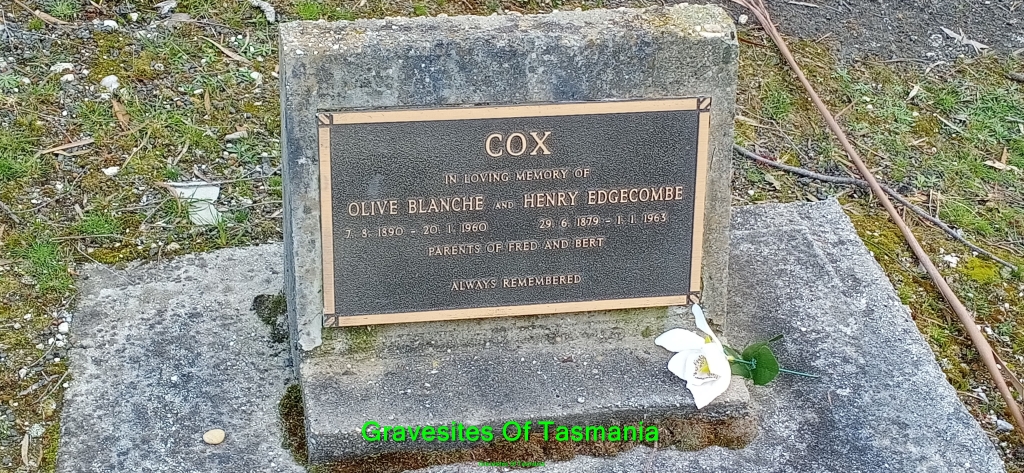 COX
IN LOVING MEMORY OF
OLIVE BLANCHE AND HENRY EDGECOMBE
7. 8. 1890 - 20. 1. 1960 29. 6. 1879 - 1. 1. 1963
PARENTS OF FRED AND BERT
ALWAYS REMEMBERED
Gravesites Of Tasmania